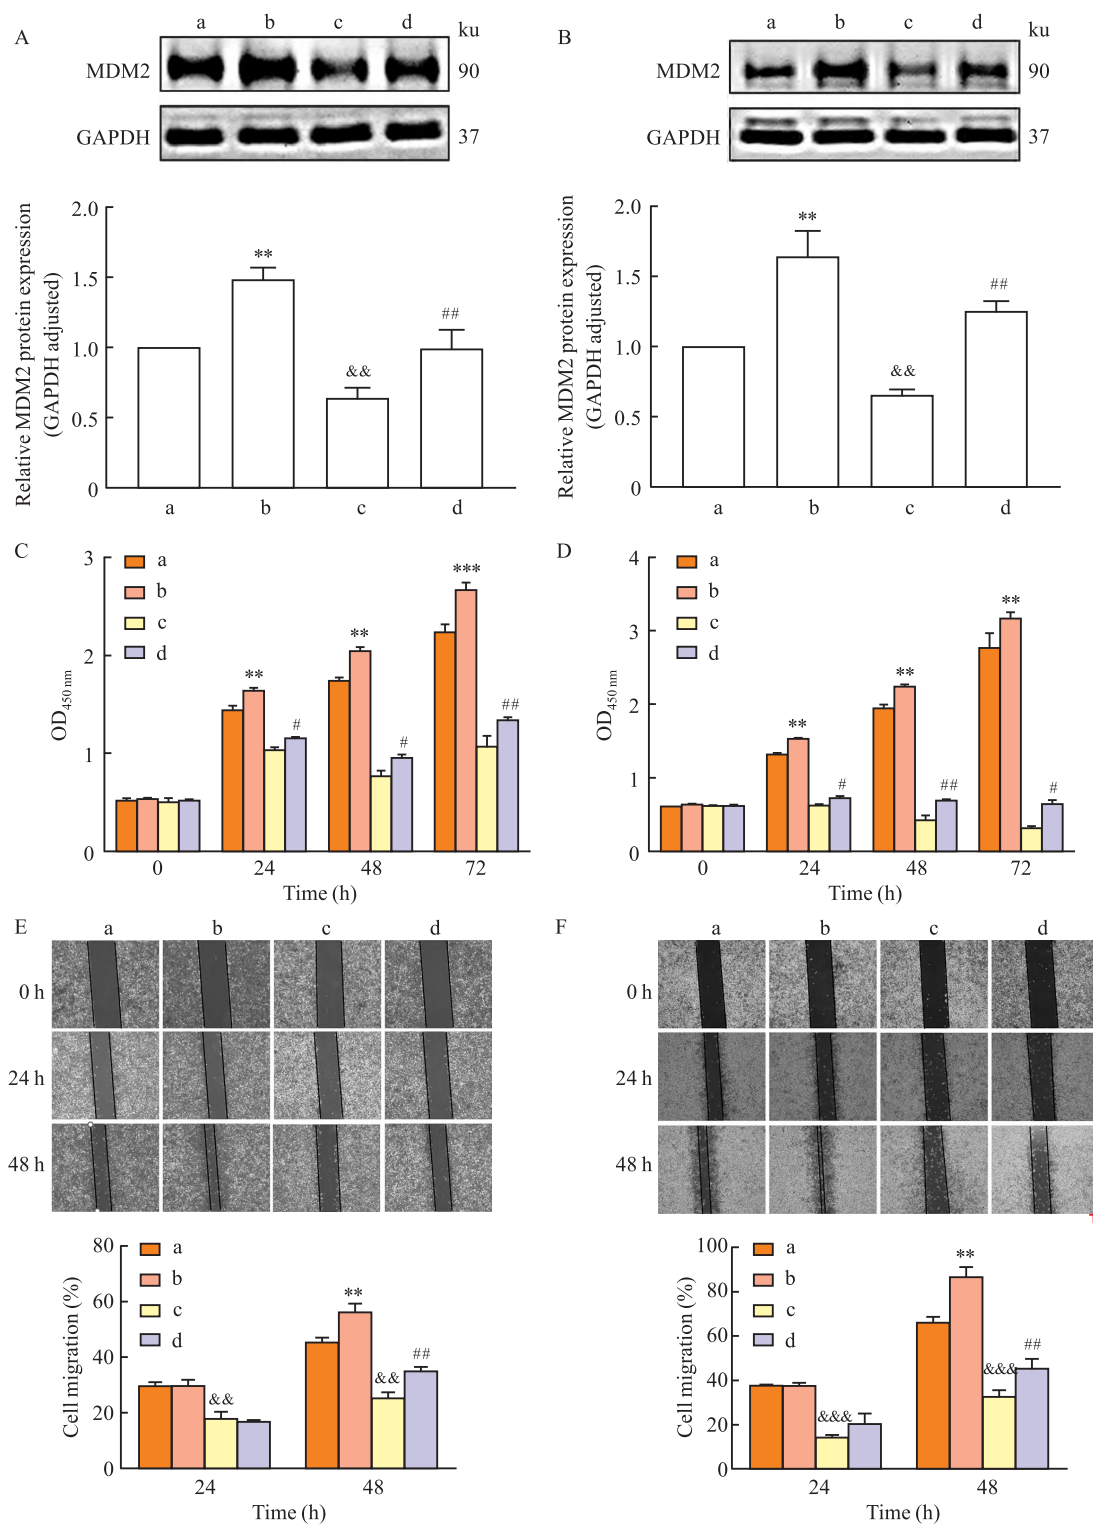 A
a b c d ku
MDM2 90
GAPDH 37
Relative MDM2 protein expression
(GAPDH adjusted)
2.0
1.5
1.0
0.5
0
**
&&
##
a b c d
B
a b c d ku
MDM2 90
GAPDH 37
Relative MDM2 protein expression
(GAPDH adjusted)
2.0
1.5
1.0
0.5
0
**
&&
##
a b c d
C
OD450 nm
3
2
1
0
a
b
c
d
** # ** # *** ##
0 24 48 72
Time (h)
D
OD450 nm
4
3
2
1
0
a
b
c
d
** # ** ## ** #
0 24 48 72
Time (h)
E
a b c d
0 h
24 h
48 h
Cell migration (%)
80
60
40
20
0
a
b
c
d
&& ** && ##
24 48
Time (h)
F
a b c d
0 h
24 h
48 h
Cell migration (%)
100
80
60
40
20
0
a
b
c
d
&&& ** &&& ##
24 48
Time (h)